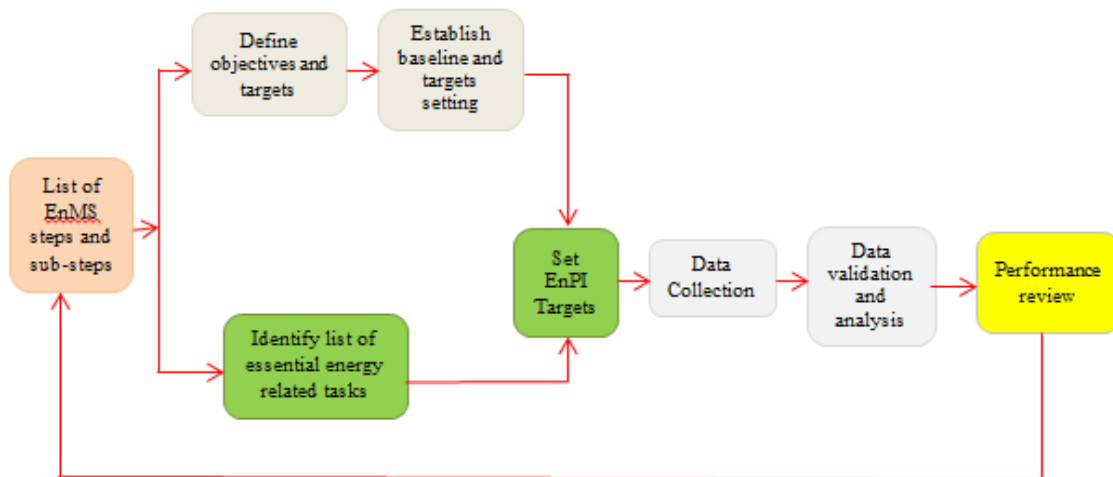 Define
objectives and
targets
Establish
baseline and
targets
setting
List of
EnMS
steps and
sub-steps
Identify list of
essential energy
related tasks
Set
EnPI
Targets
Data
Collection
Data
validation
and
analysis
Performance
review